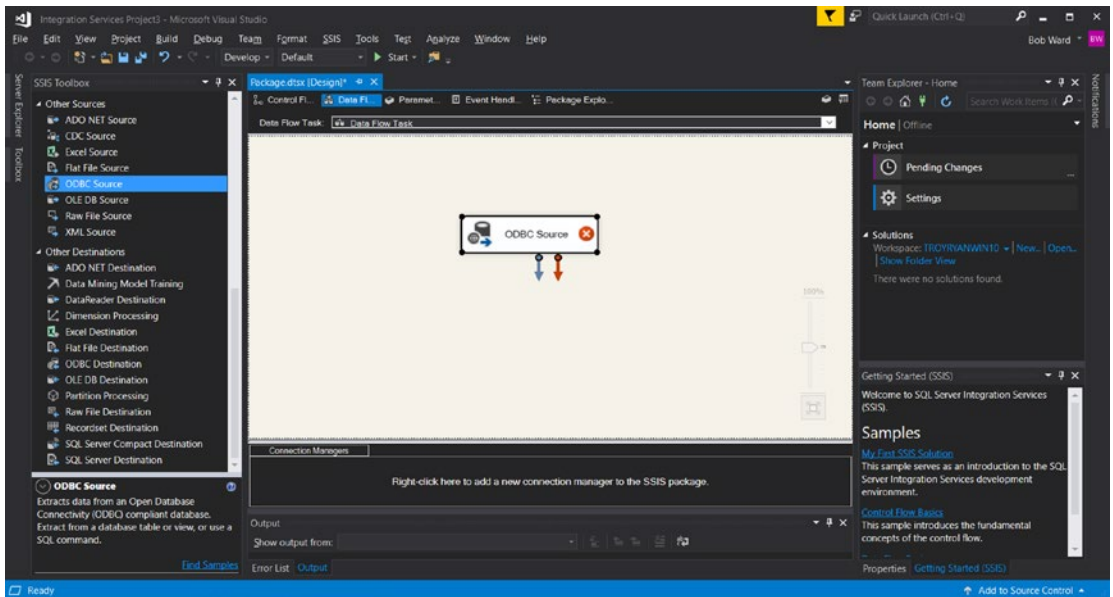 Integration Services Project3 - Microsoft Visual Studio
Quick Launch (Ctrl+Q)
File Edit View Project Build Debug Team Format SSIS Tools Test Analyze Window Help
Bob Ward BW
Develop Default Start
Server Explorer
Toolbox
SSIS Toolbox
Other Sources
ADO NET Source
CDC Source
Excel Source
Flat File Source
ODBC Source
OLE DB Source
Raw File Source
XML Source
Other Destinations
ADO NET Destination
Data Mining Model Training
DataReader Destination
Dimension Processing
Excel Destination
Flat File Destination
ODBC Destination
OLE DB Destination
Partition Processing
Raw File Destination
Recordset Destination
SQL Server Compact Destination
SQL Server Destination
ODBC Source
Extracts data from an Open Database
Connectivity (ODBC) compliant database.
Extract from a database table or view, or use a
SQL command.
Find Samples
Package.dtsx [Design]*
Control Fl... Data Fl... Paramet... Event Handl... Package Explo...
Data Flow Task: Data Flow Task
ODBC Source
100%
Connection Managers
Right-click here to add a new connection manager to the SSIS package.
Output
Show output from:
Error List Output
Team Explorer - Home
Search Work Items (
Home | Offline
Project
Pending Changes
Settings
Solutions
Workspace: TROYRYANWIN10 New... | Open...
| Show Folder View
There were no solutions found.
Getting Started (SSIS)
Welcome to SQL Server Integration Services
(SSIS).
Samples
My First SSIS Solution
This sample serves as an introduction to the SQL
Server Integration Services development
environment.
Control Flow Basics
This sample introduces the fundamental
concepts of the control flow.
Properties Getting Started (SSIS)
Notifications
Ready
Add to Source Control